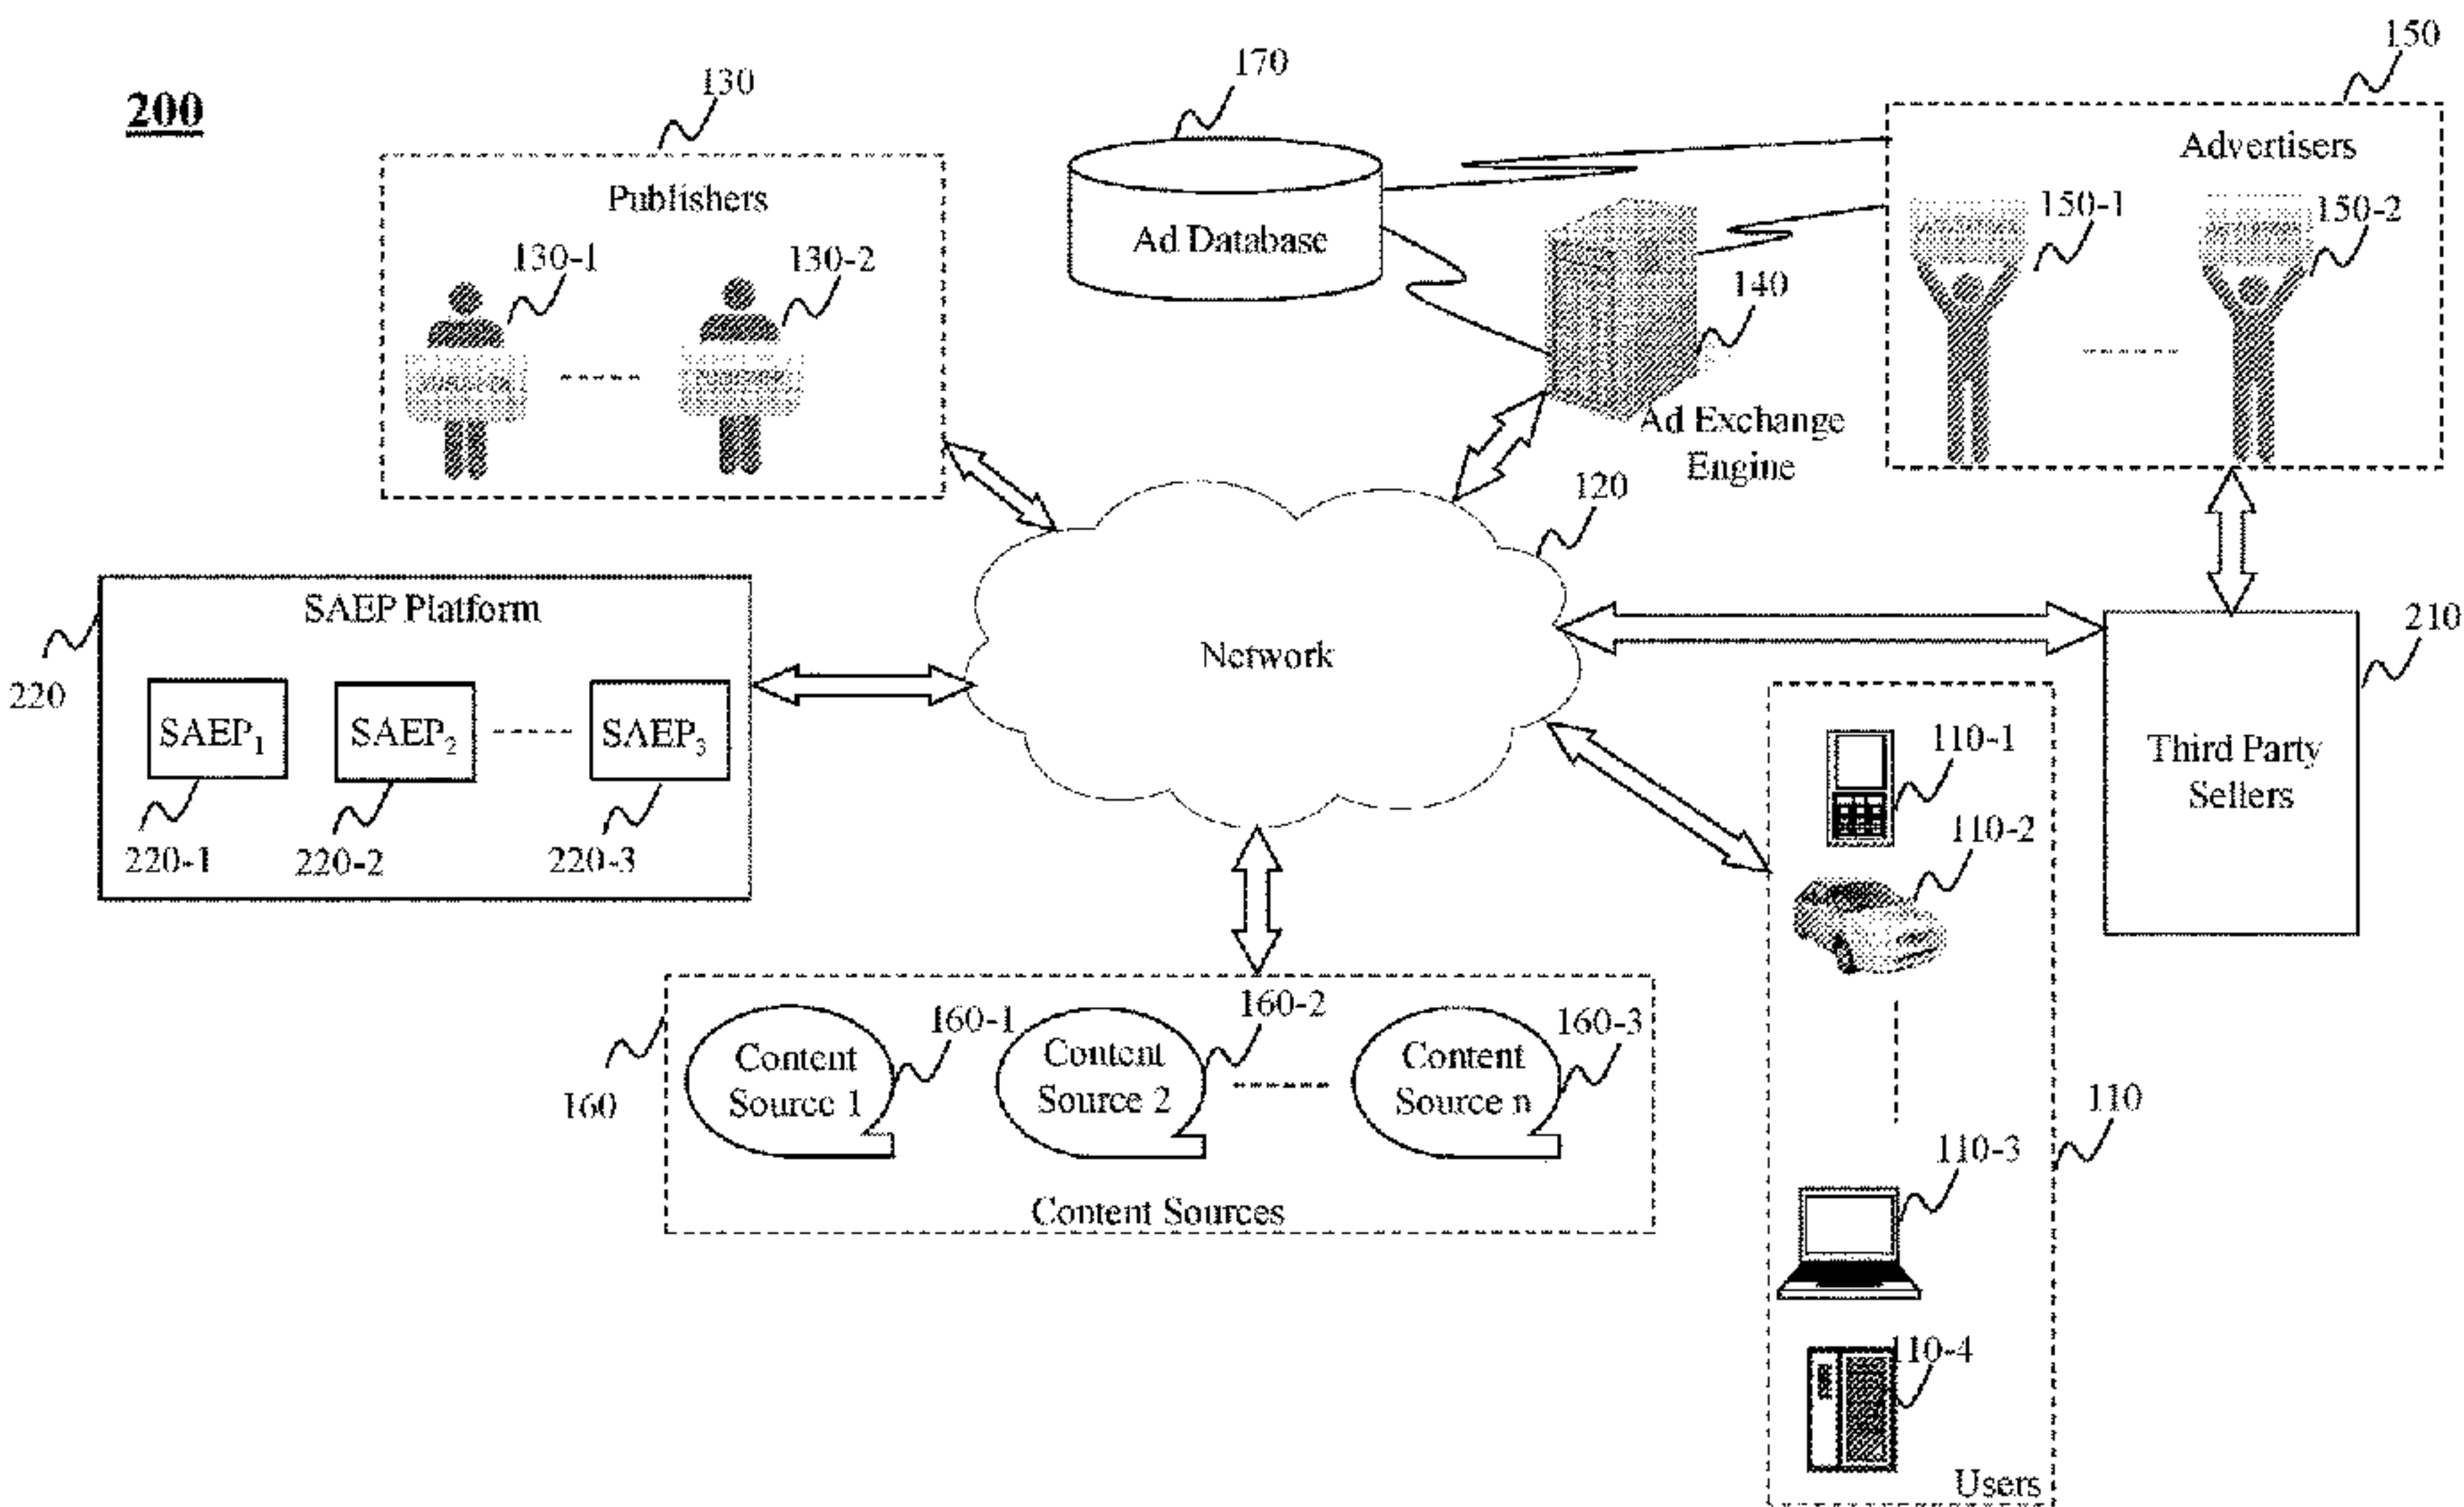 200
130
170
150
Publishers
130-1
130-2
Ad Database
Advertisers
150-1
150-2
140
Ad Exchange
Engine
120
SAEP Platform
220
SAEP1
SAEP2
SAEP3
220-1
220-2
220-3
Network
210
Third Party
Sellers
110-1
110-2
110-3
110-4
110
Users
160
Content
Source 1
160-1
Content
Source 2
160-2
Content
Source n
160-3
Content Sources